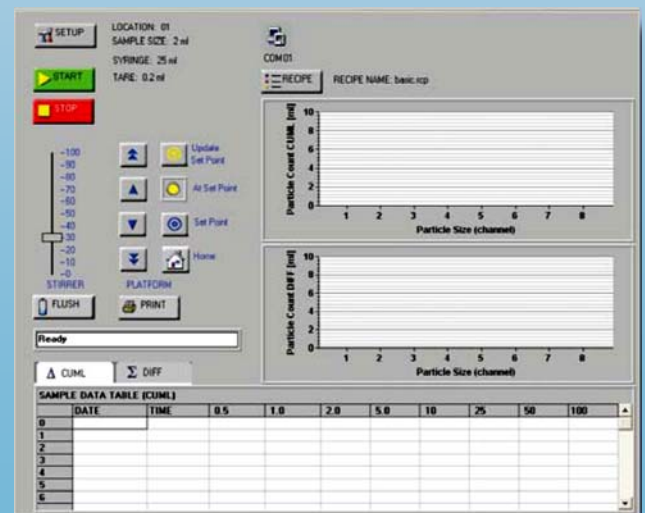 SETUP
LOCATION: 01
SAMPLE SIZE: 2 ml
SYRINGE: 25 ml
TARE: 0.2 ml
START
STOP
COM 01
RECIPE
RECIPE NAME: basic.rcp
-100
-90
-80
-70
-60
-50
-40
-30
-20
-10
-0
STIRRER
Update
Set Point
At Set Point
Set Point
Home
PLATFORM
FLUSH
PRINT
Ready
Particle Count CUML [ml]
10
8
6
4
2
0
1 2 3 4 5 6 7 8
Particle Size (channel)
Particle Count DIFF [ml]
10
8
6
4
2
0
1 2 3 4 5 6 7 8
Particle Size (channel)
Δ CUML
Σ DIFF
SAMPLE DATA TABLE (CUML)
DATE TIME 0.5 1.0 2.0 5.0 10 25 50 100
0
1
2
3
4
5
6